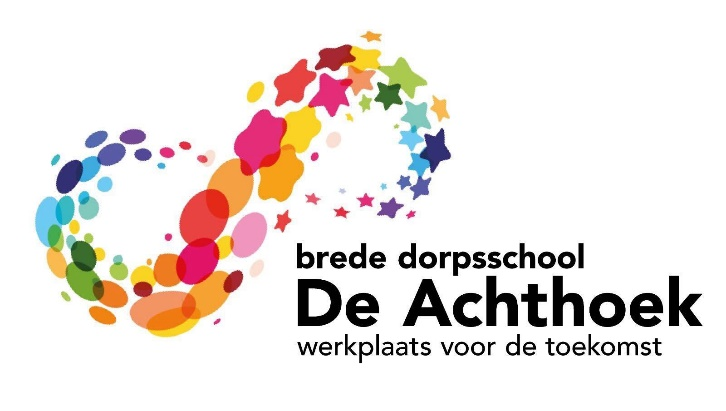 brede dorpsschool
De Achthoek
werkplaats voor de toekomst